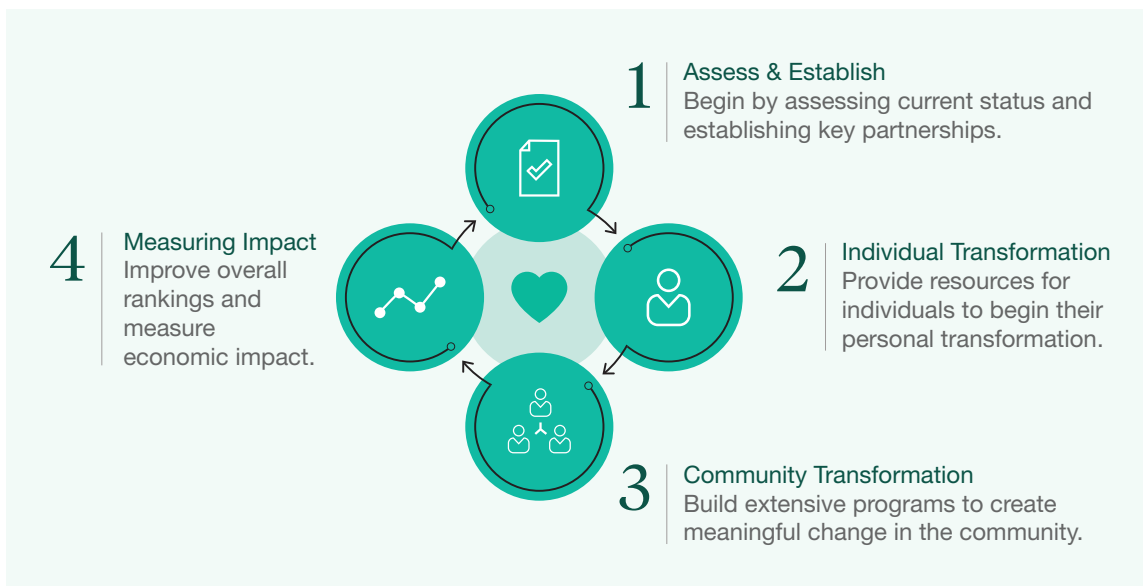 1
Assess & Establish
Begin by assessing current status and
establishing key partnerships.
2
Individual Transformation
Provide resources for
individuals to begin their
personal transformation.
3
Community Transformation
Build extensive programs to create
meaningful change in the community.
4
Measuring Impact
Improve overall
rankings and
measure
economic impact.